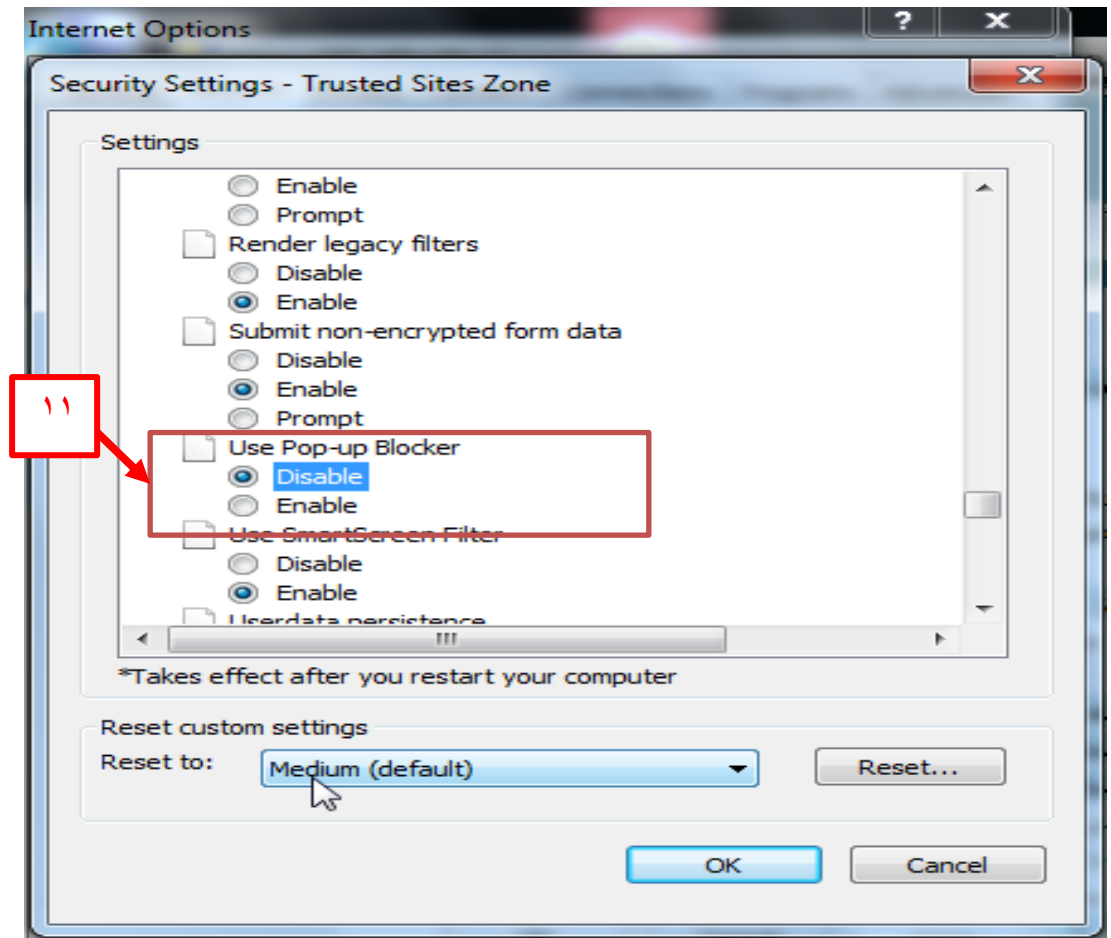 Internet Options
Security Settings - Trusted Sites Zone
Settings
Enable
Prompt
Render legacy filters
Disable
Enable
Submit non-encrypted form data
Disable
Enable
Prompt
١١
Use Pop-up Blocker
Disable
Enable
Use SmartScreen Filter
Disable
Enable
Userdata persistence
*Takes effect after you restart your computer
Reset custom settings
Reset to:
Medium (default)
Reset...
OK
Cancel